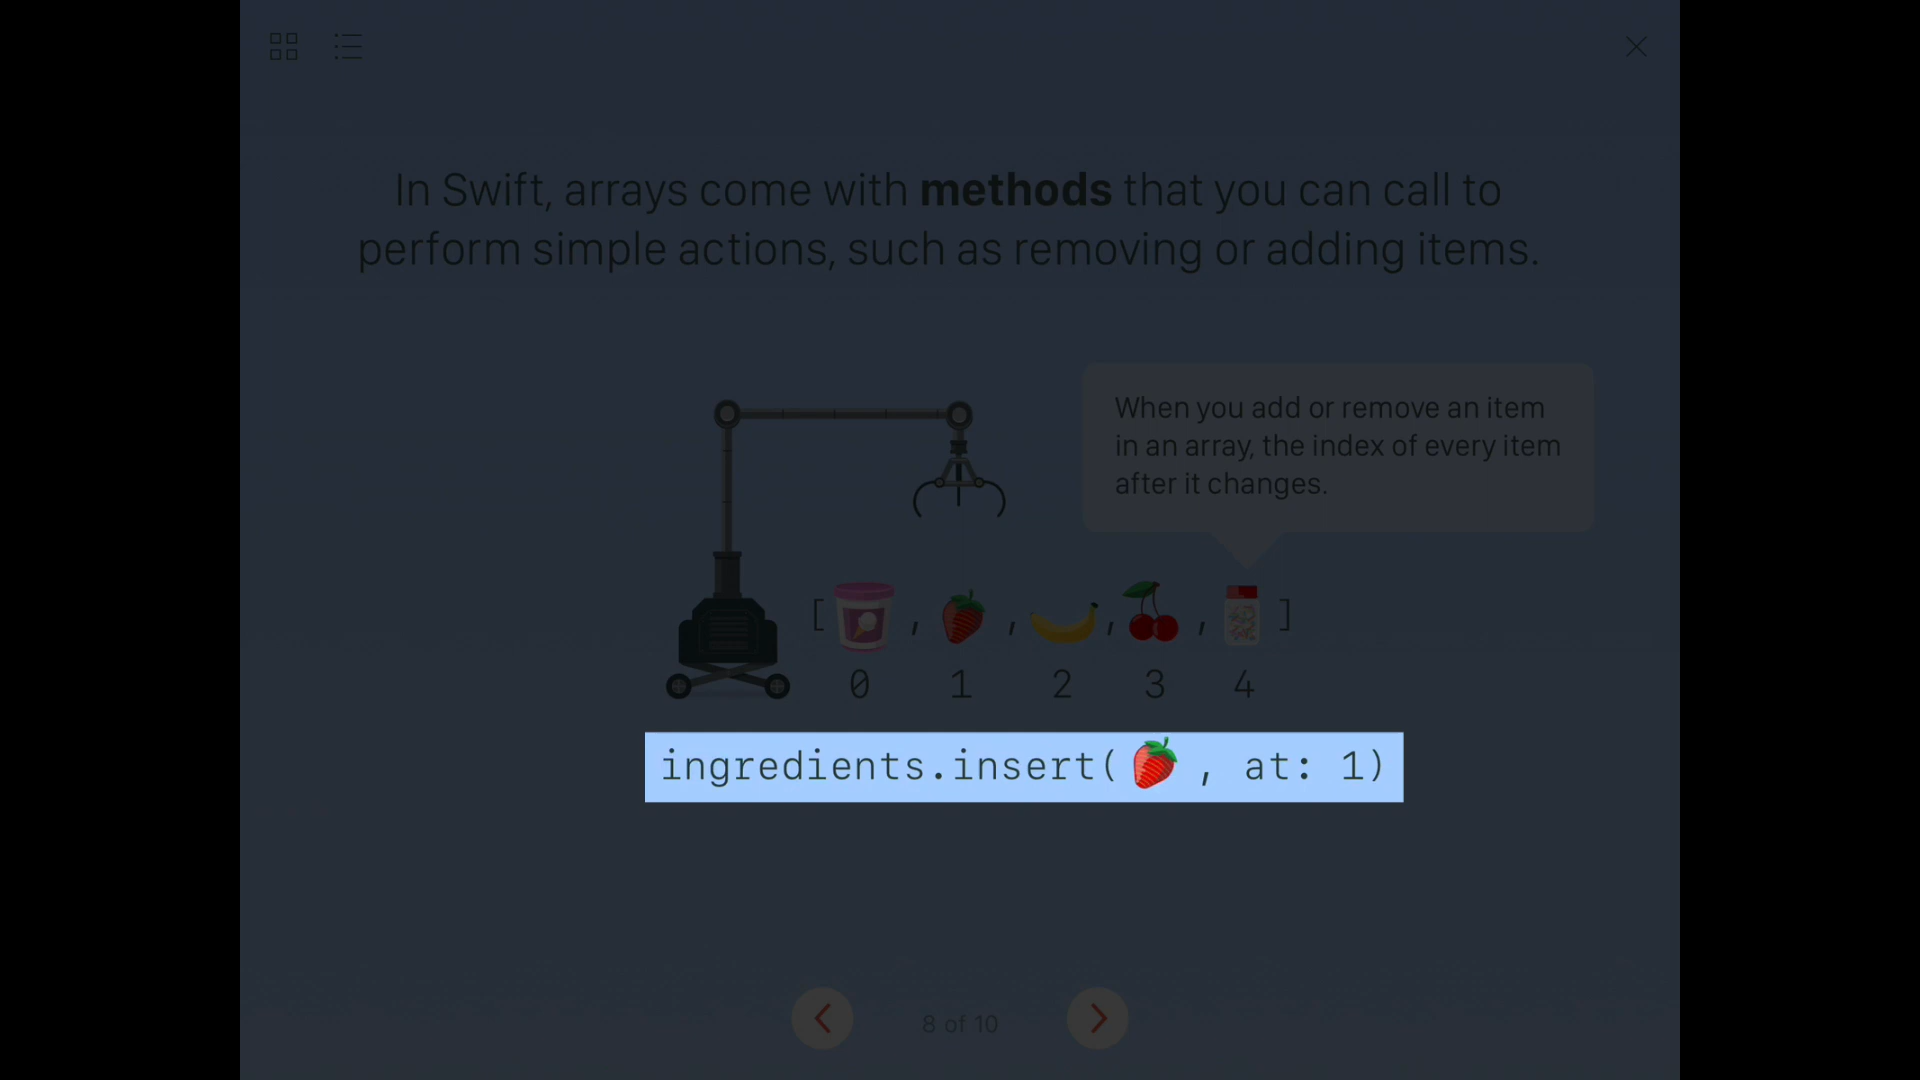 In Swift, arrays come with methods that you can call to
perform simple actions, such as removing or adding items.
When you add or remove an item
in an array, the index of every item
after it changes.
[ 🍓 , 🍌 , 🍒 , ]
0 1 2 3 4
ingredients.insert(🍓, at: 1)
8 of 10